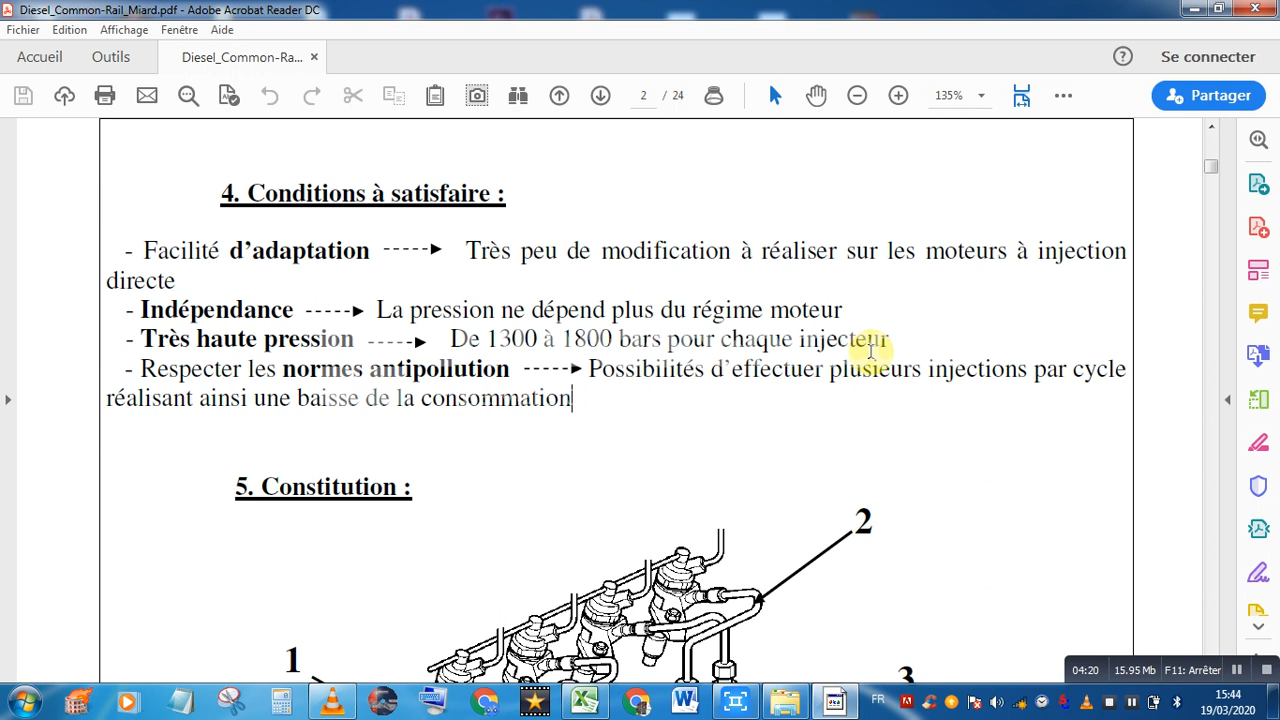 Diesel_Common-Rail_Miard.pdf - Adobe Acrobat Reader DC
Fichier Edition Affichage Fenêtre Aide
Accueil Outils Diesel_Common-Ra... × ? Se connecter
2 / 24 135% Partager
4. Conditions à satisfaire :
- Facilité d’adaptation Très peu de modification à réaliser sur les moteurs à injection
directe
- Indépendance La pression ne dépend plus du régime moteur
- Très haute pression De 1300 à 1800 bars pour chaque injecteur
- Respecter les normes antipollution Possibilités d’effectuer plusieurs injections par cycle
réalisant ainsi une baisse de la consommation
5. Constitution :
2
1
3
04:20 15.95 Mb F11: Arrêter
FR 15:44
19/03/2020